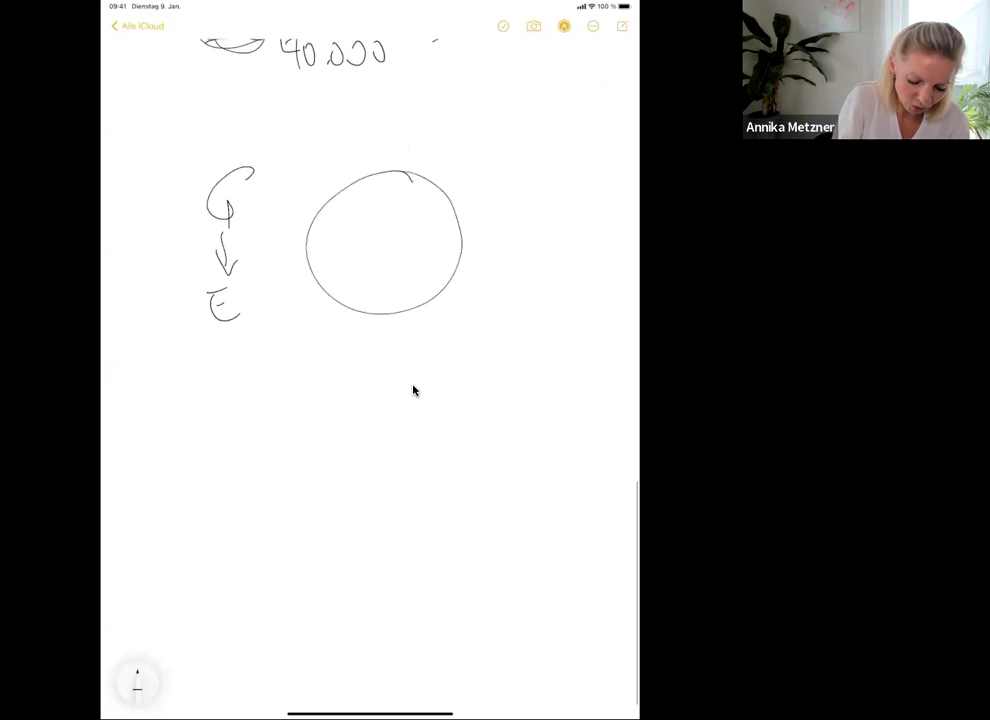 09:41 Dienstag 9. Jan.
100 %
Alle iCloud
40.000
G
E
Annika Metzner